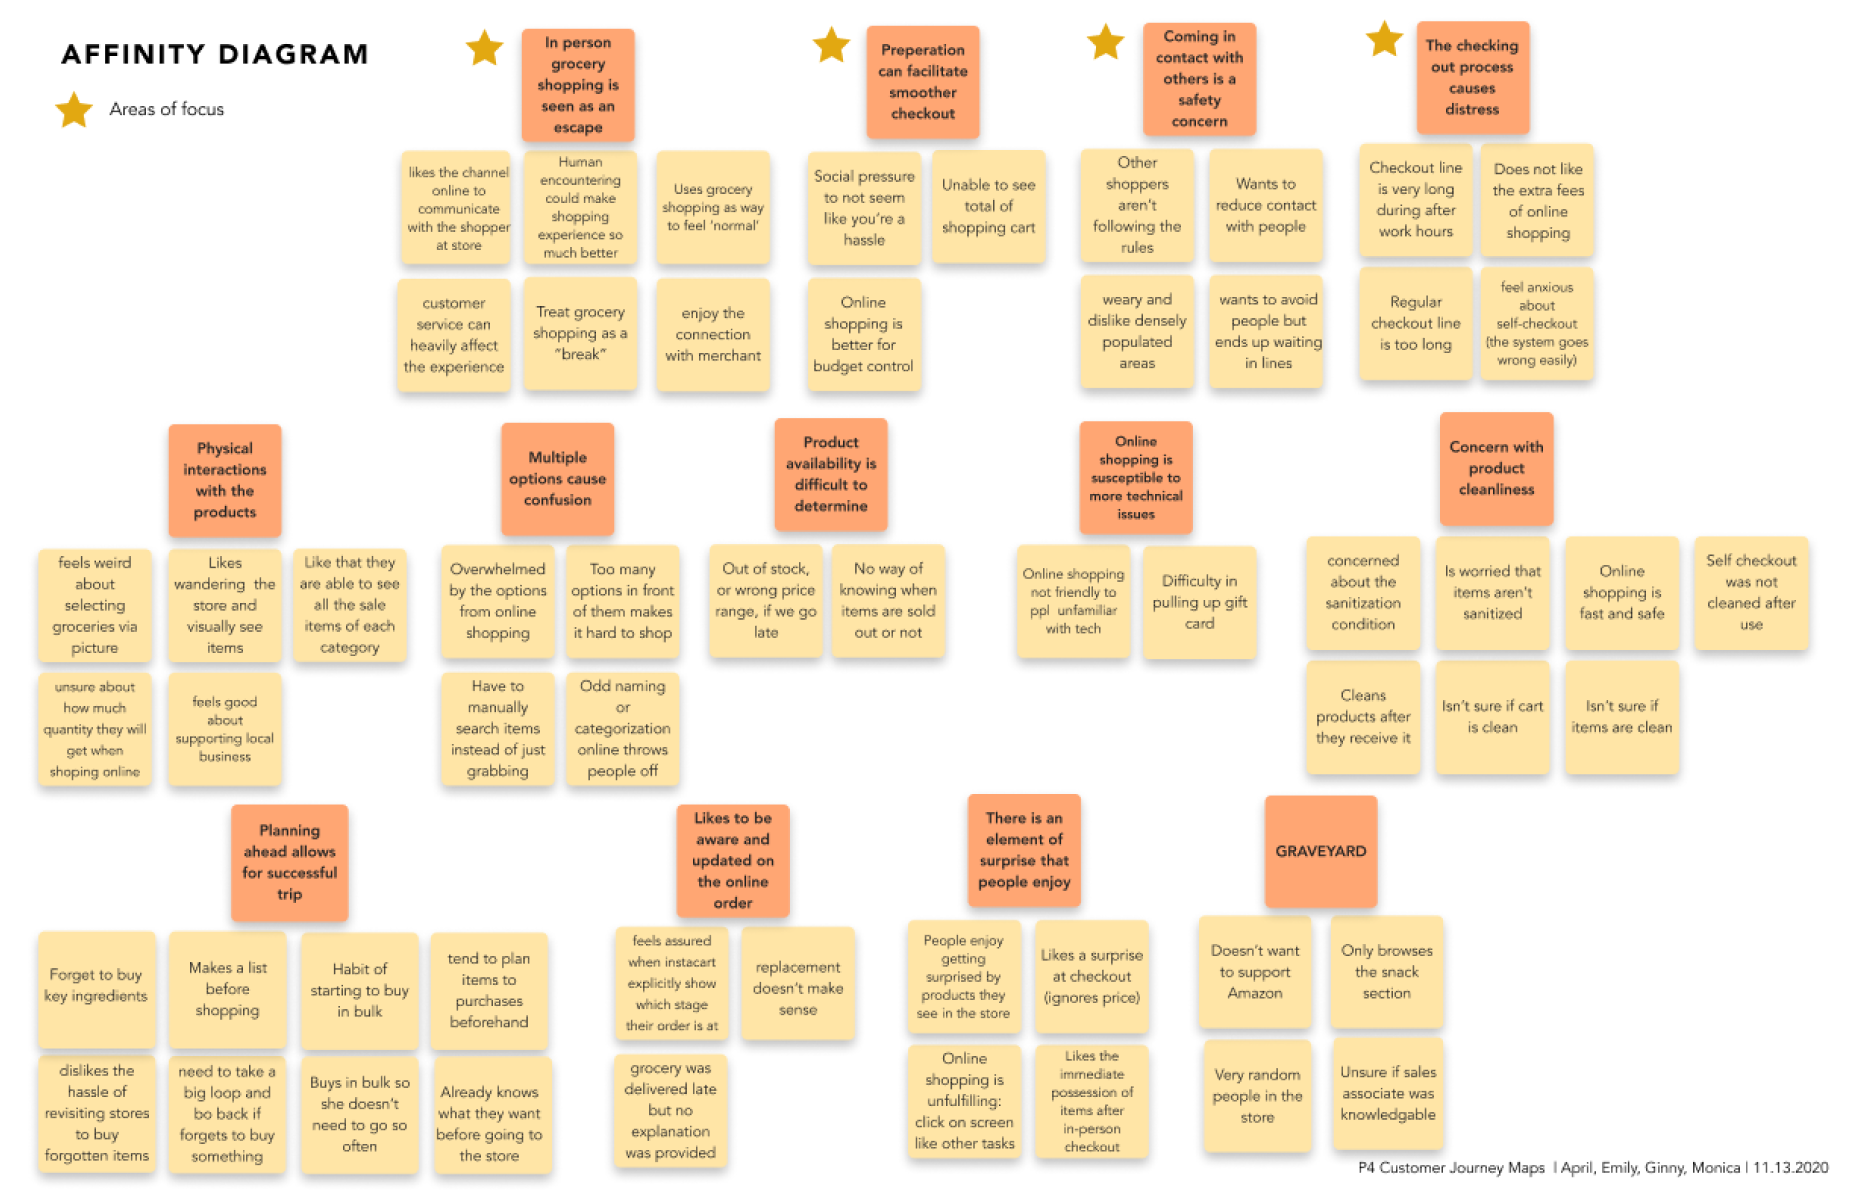 AFFINITY DIAGRAM
Areas of focus
In person
grocery
shopping is
seen as an
escape
likes the channel
online to
communicate
with the shopper
at store
Human
encountering
could make
shopping
experience so
much better
Uses grocery
shopping as way
to feel 'normal'
customer
service can
heavily affect
the experience
Treat grocery
shopping as a
"break"
enjoy the
connection
with merchant
Preperation
can facilitate
smoother
checkout
Social pressure
to not seem
like you're a
hassle
Unable to see
total of
shopping cart
Online
shopping is
better for
budget control
Coming in
contact with
others is a
safety
concern
Other
shoppers
aren't
following the
rules
Wants to
reduce contact
with people
weary and
dislike densely
populated
areas
wants to avoid
people but
ends up waiting
in lines
The checking
out process
causes
distress
Checkout line
is very long
during after
work hours
Does not like
the extra fees
of online
shopping
Regular
checkout line
is too long
feel anxious
about
self-checkout
(the system goes
wrong easily)
Physical
interactions
with the
products
feels weird
about
selecting
groceries via
picture
Likes
wandering the
store and
visually see
items
Like that they
are able to see
all the sale
items of each
category
unsure about
how much
quantity they will
get when
shoping online
feels good
about
supporting local
business
Multiple
options cause
confusion
Overwhelmed
by the options
from online
shopping
Too many
options in front
of them makes
it hard to shop
Have to
manually
search items
instead of just
grabbing
Odd naming
or
categorization
online throws
people off
Product
availability is
difficult to
determine
Out of stock,
or wrong price
range, if we go
late
No way of
knowing when
items are sold
out or not
Online
shopping is
susceptible to
more technical
issues
Online shopping
not friendly to
ppl unfamiliar
with tech
Difficulty in
pulling up gift
card
Concern with
product
cleanliness
concerned
about the
sanitization
condition
Is worried that
items aren't
sanitized
Online
shopping is
fast and safe
Self checkout
was not
cleaned after
use
Cleans
products after
they receive it
Isn't sure if cart
is clean
Isn't sure if
items are clean
Planning
ahead allows
for successful
trip
Forget to buy
key ingredients
Makes a list
before
shopping
Habit of
starting to buy
in bulk
tend to plan
items to
purchases
beforehand
dislikes the
hassle of
revisiting stores
to buy
forgotten items
need to take a
big loop and
bo back if
forgets to buy
something
Buys in bulk so
she doesn't
need to go so
often
Already knows
what they want
before going to
the store
Likes to be
aware and
updated on
the online
order
feels assured
when instacart
explicitly show
which stage
their order is at
replacement
doesn't make
sense
grocery was
delivered late
but no
explanation
was provided
There is an
element of
surprise that
people enjoy
People enjoy
getting
surprised by
products they
see in the store
Likes a surprise
at checkout
(ignores price)
Online
shopping is
unfulfilling:
click on screen
like other tasks
Likes the
immediate
possession of
items after
in-person
checkout
GRAVEYARD
Doesn't want
to support
Amazon
Only browses
the snack
section
Very random
people in the
store
Unsure if sales
associate was
knowledgable
P4 Customer Journey Maps | April, Emily, Ginny, Monica | 11.13.2020